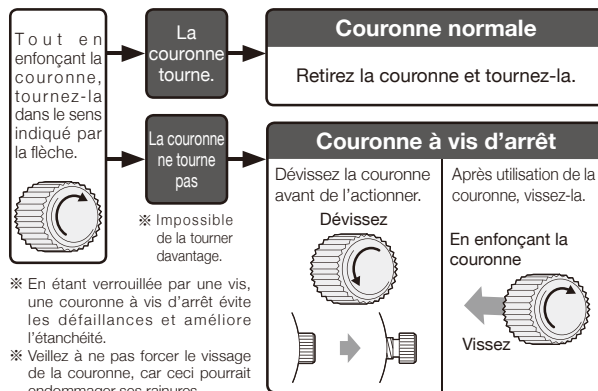 Tout en
enfonçant la
couronne,
tournez-la
dans le sens
indiqué par
la flèche.
La
couronne
tourne.
Couronne normale
Retirez la couronne et tournez-la.
La couronne
ne tourne
pas
※ Impossible
de la tourner
davantage.
Couronne à vis d'arrêt
Dévissez la couronne
avant de l'actionner.
Dévissez
Après utilisation de la
couronne, vissez-la.
En enfonçant la
couronne
Vissez
※ En étant verrouillée par une vis,
une couronne à vis d'arrêt évite
les défaillances et améliore
l'étanchéité.
※ Veillez à ne pas forcer le vissage
de la couronne, car ceci pourrait
endommager ses rainures.